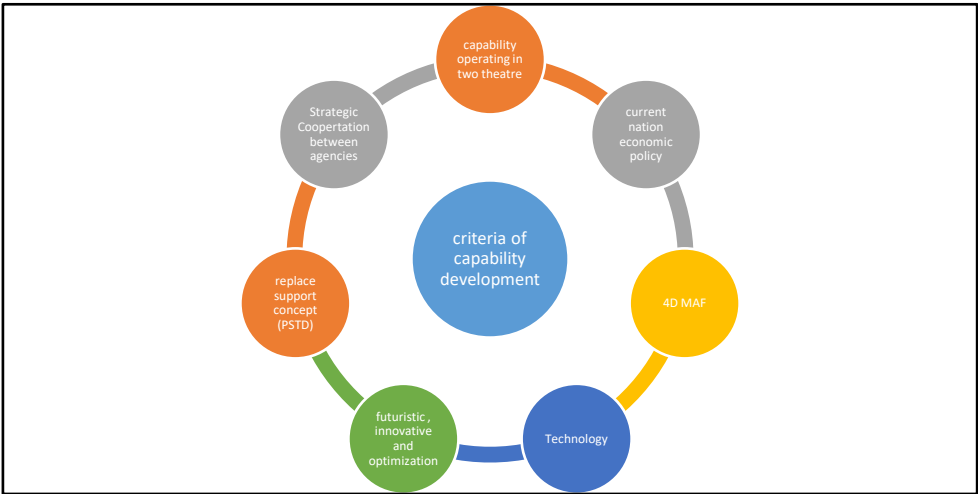 capability
operating in
two theatre
current
nation
economic
policy
4D MAF
Technology
futuristic ,
innovative
and
optimization
replace
support
concept
(PSTD)
Strategic
Coopertation
between
agencies
criteria of
capability
development